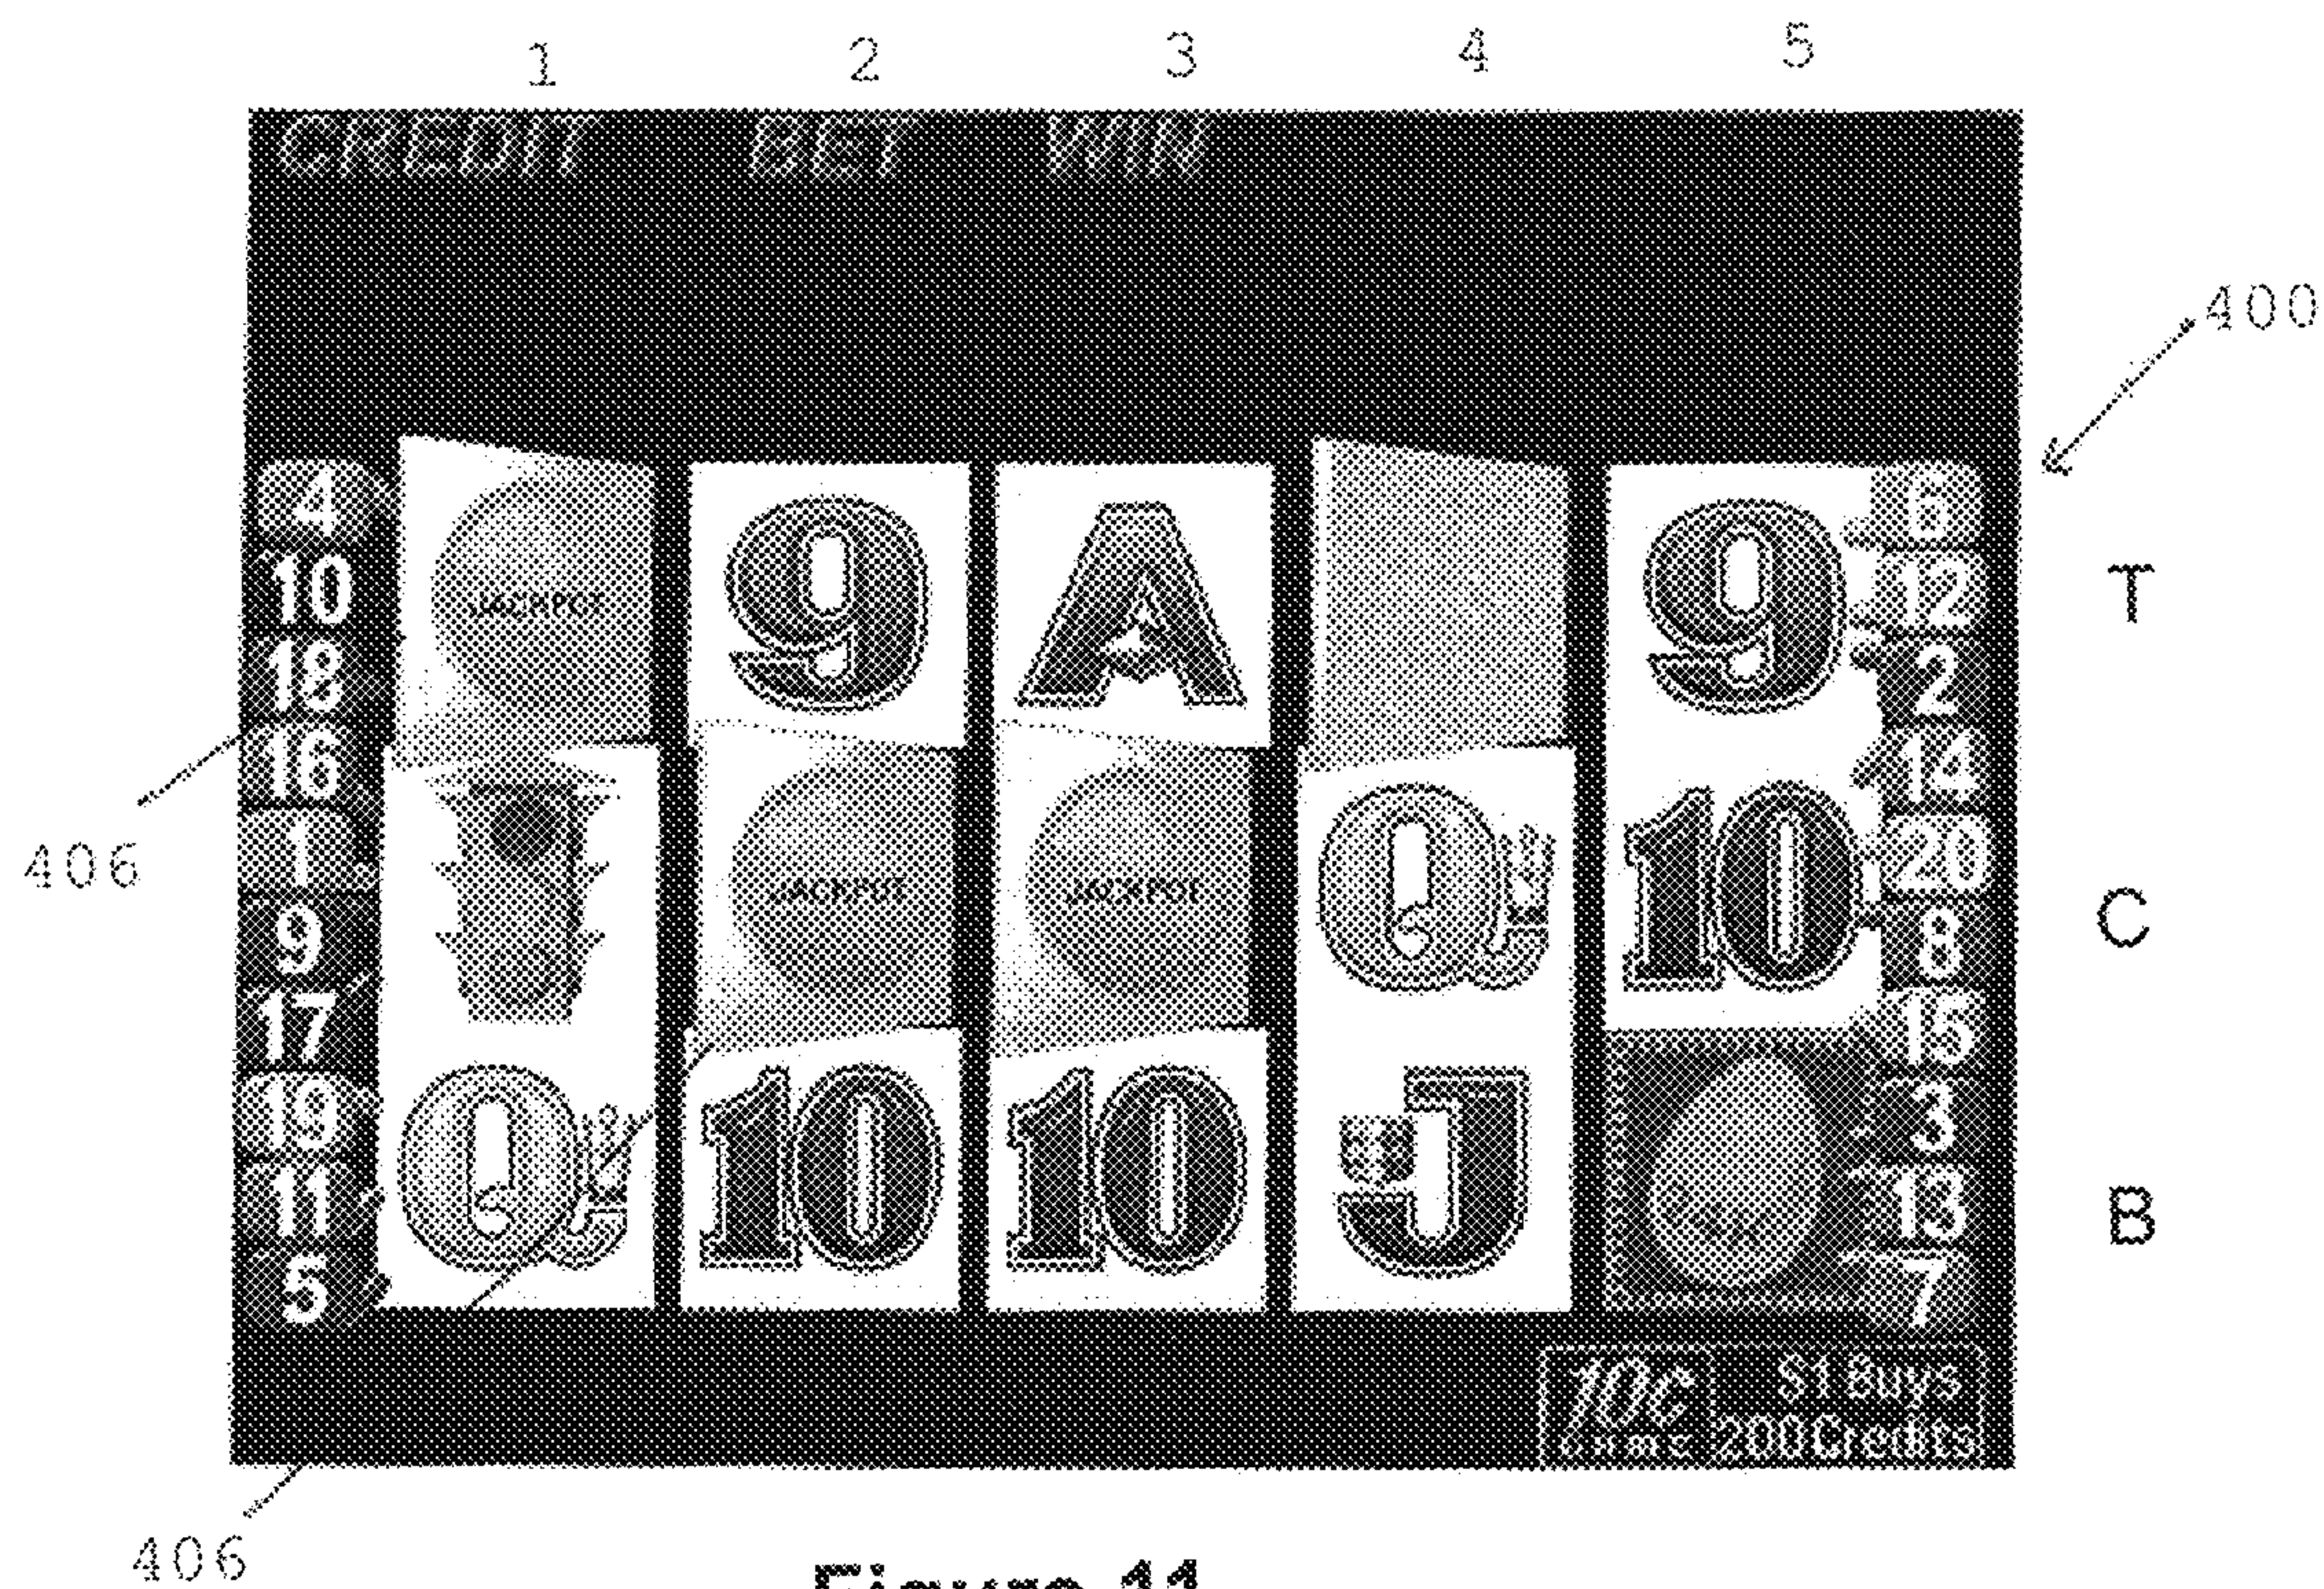 1 2 3 4 5
CREDIT BET WIN
400
4
10
18
16
1
9
17
19
11
5
JACKPOT 9 A 9
JACKPOT JACKPOT Q 10
Q 10 10 J
6
12
2
14
20
8
15
3
13
7
T
C
B
406
406
10c $1 Buys
200 Credits
Figure 11